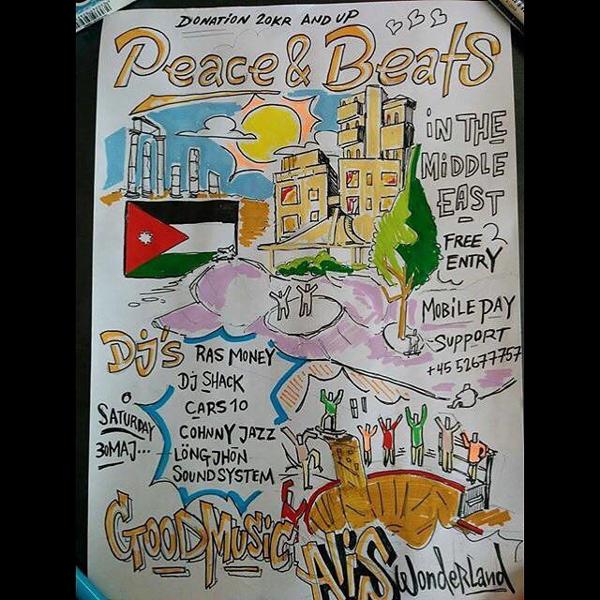 DONATION 20KR AND UP
Peace & Beats
IN THE
MIDDLE
EAST
FREE
ENTRY
MOBILE PAY
SUPPORT
+45 52677757
Dj's
RAS MONEY
DJ SHACK
CARS 10
COHNNY JAZZ
LONGJHÖN
SOUNDSYSTEM
SATURDAY
30MAJ...
GOOD MUSIC
ALIS WONDERLAND